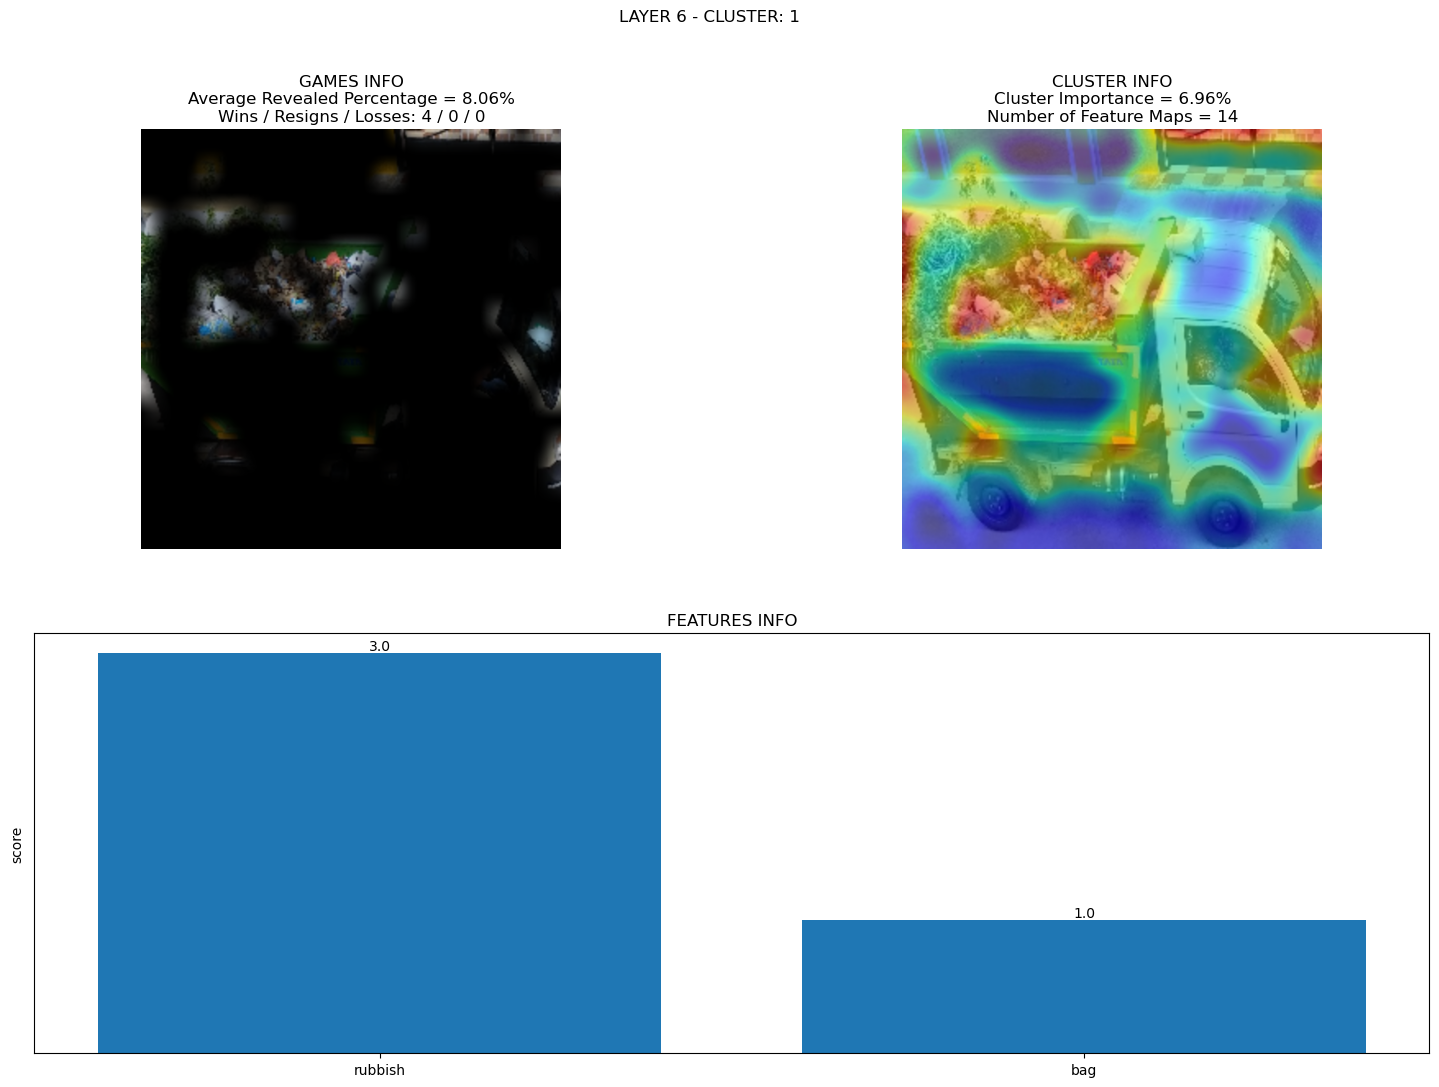 LAYER 6 - CLUSTER: 1
GAMES INFO
Average Revealed Percentage = 8.06%
Wins / Resigns / Losses: 4 / 0 / 0
CLUSTER INFO
Cluster Importance = 6.96%
Number of Feature Maps = 14
FEATURES INFO
3.0
1.0
score
rubbish
bag